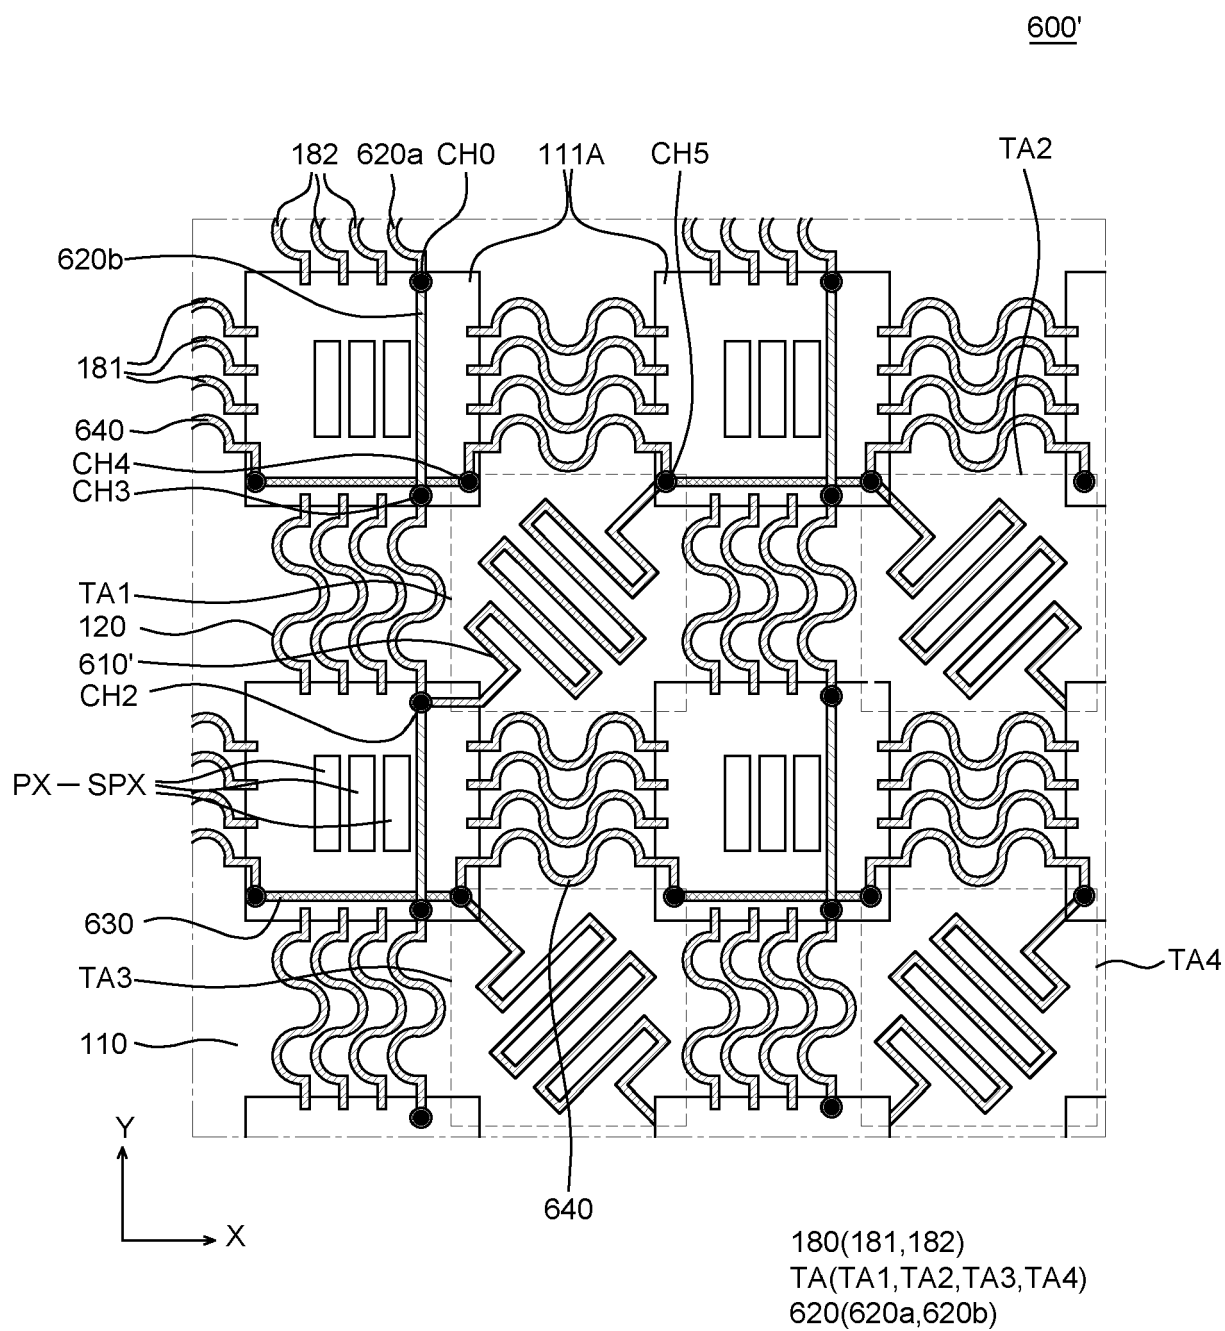 600'
182 620a CH0 111A CH5 TA2
620b
181
640
CH4
CH3
TA1
120
610'
CH2
PX－SPX
630
TA3
TA4
110
Y
X
640
180(181,182)
TA(TA1,TA2,TA3,TA4)
620(620a,620b)